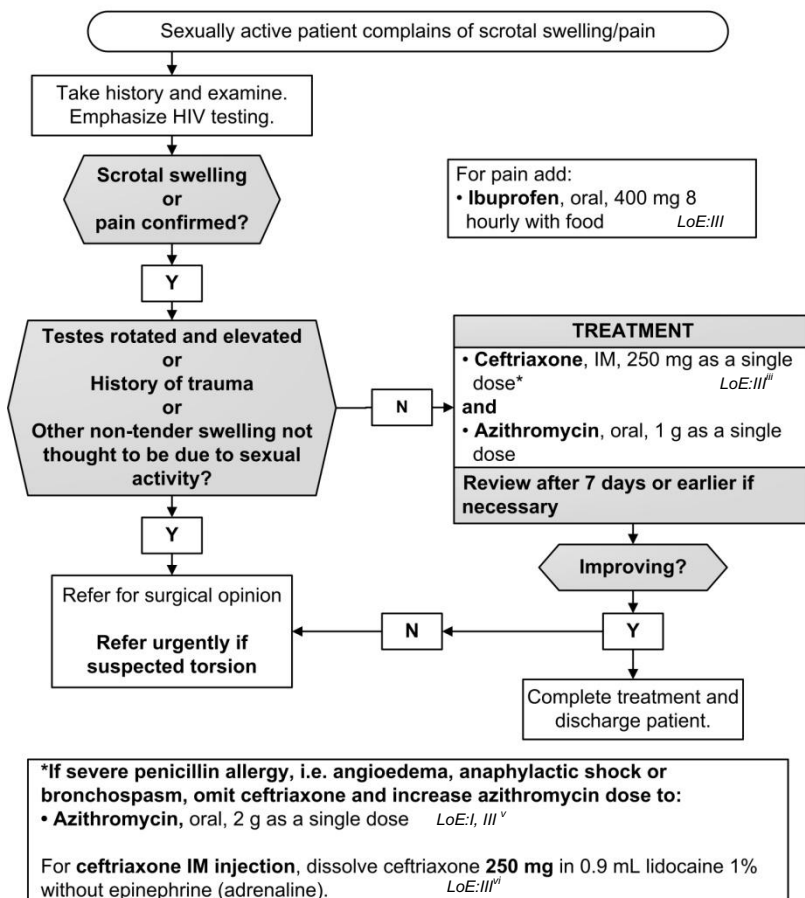 Sexually active patient complains of scrotal swelling/pain
Take history and examine.
Emphasize HIV testing.
Scrotal swelling
or
pain confirmed?
For pain add:
• Ibuprofen, oral, 400 mg 8
hourly with food LoE:III
Y
Testes rotated and elevated
or
History of trauma
or
Other non-tender swelling not
thought to be due to sexual
activity?
N
TREATMENT
• Ceftriaxone, IM, 250 mg as a single
dose* LoE:III iii
and
• Azithromycin, oral, 1 g as a single
dose
Review after 7 days or earlier if
necessary
Y
Improving?
Refer for surgical opinion
Refer urgently if
suspected torsion
N
Y
Complete treatment and
discharge patient.
*If severe penicillin allergy, i.e. angioedema, anaphylactic shock or
bronchospasm, omit ceftriaxone and increase azithromycin dose to:
• Azithromycin, oral, 2 g as a single dose LoE:I, III v
For ceftriaxone IM injection, dissolve ceftriaxone 250 mg in 0.9 mL lidocaine 1%
without epinephrine (adrenaline). LoE:III vi